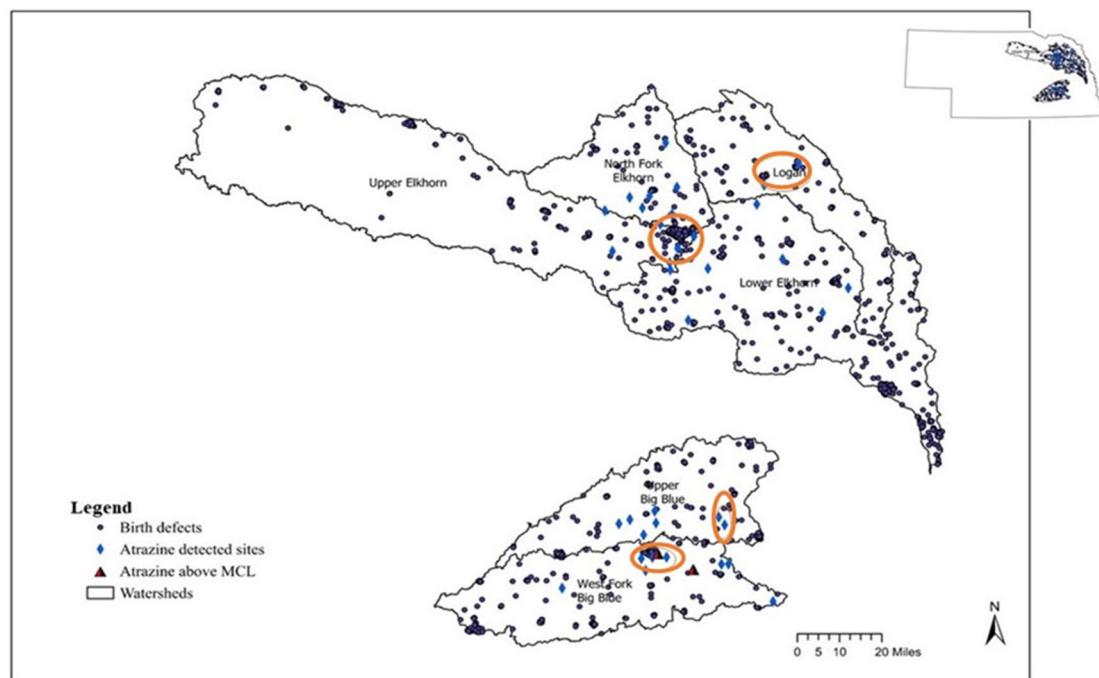 North Fork
Elkhorn
Logan
Upper Elkhorn
Lower Elkhorn
Upper
Big Blue
West Fork
Big Blue
Legend
Birth defects
Atrazine detected sites
Atrazine above MCL
Watersheds
N
0 5 10 20 Miles